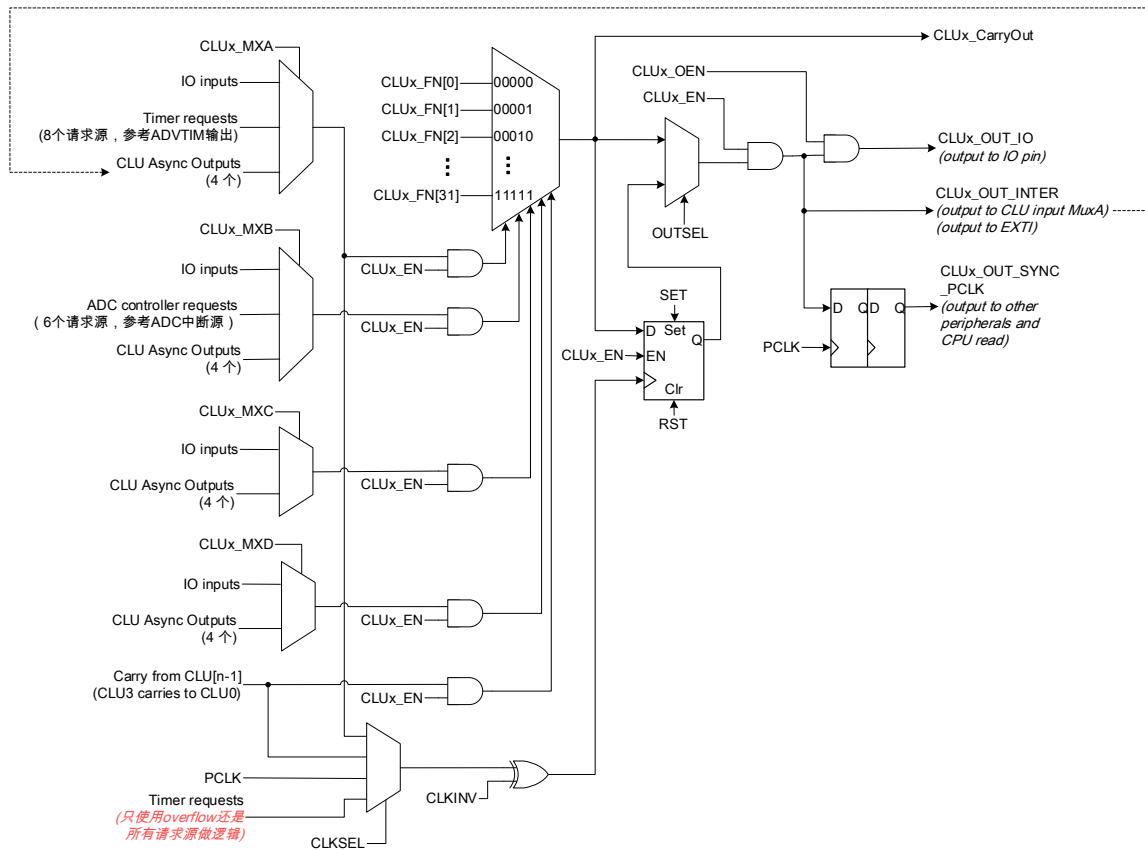 CLUx_MXA
IO inputs
Timer requests
(8个请求源，参考ADVTIM输出)
CLU Async Outputs
(4 个)
CLUx_MXB
IO inputs
ADC controller requests
(6个请求源，参考ADC中断源)
CLU Async Outputs
(4 个)
CLUx_MXC
IO inputs
CLU Async Outputs
(4 个)
CLUx_MXD
IO inputs
CLU Async Outputs
(4 个)
Carry from CLU[n-1]
(CLU3 carries to CLU0)
PCLK
Timer requests
(只使用overflow还是
所有请求源做逻辑)
CLKSEL
CLKINV
CLUx_FN[0]
00000
CLUx_FN[1]
00001
CLUx_FN[2]
00010
⋮
⋮
CLUx_FN[31]
11111
CLUx_EN
CLUx_EN
CLUx_EN
CLUx_EN
CLUx_EN
CLUx_CarryOut
CLUx_OEN
CLUx_EN
OUTSEL
SET
D Set
Q
CLUx_EN
EN
Clr
RST
CLUx_OUT_IO
(output to IO pin)
CLUx_OUT_INTER
(output to CLU input MuxA)
(output to EXTI)
D Q D Q
PCLK
CLUx_OUT_SYNC
_PCLK
(output to other
peripherals and
CPU read)